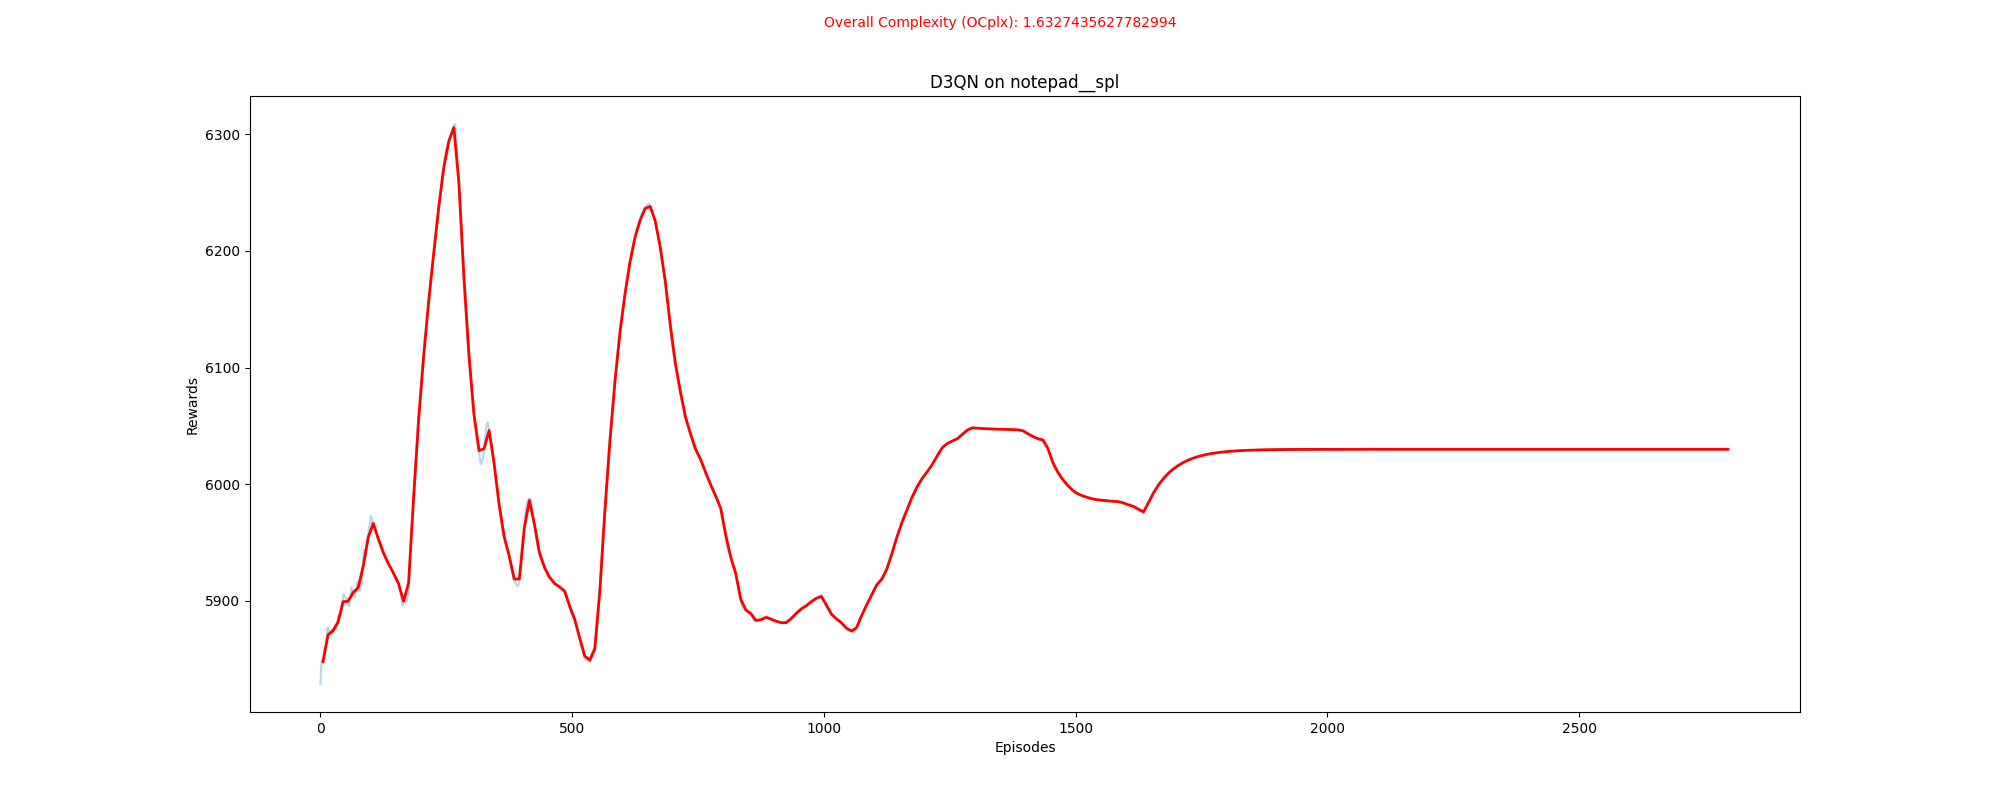 Overall Complexity (OCplx): 1.6327435627782994
D3QN on notepad__spl
6300
6200
6100
6000
5900
Rewards
0 500 1000 1500 2000 2500
Episodes